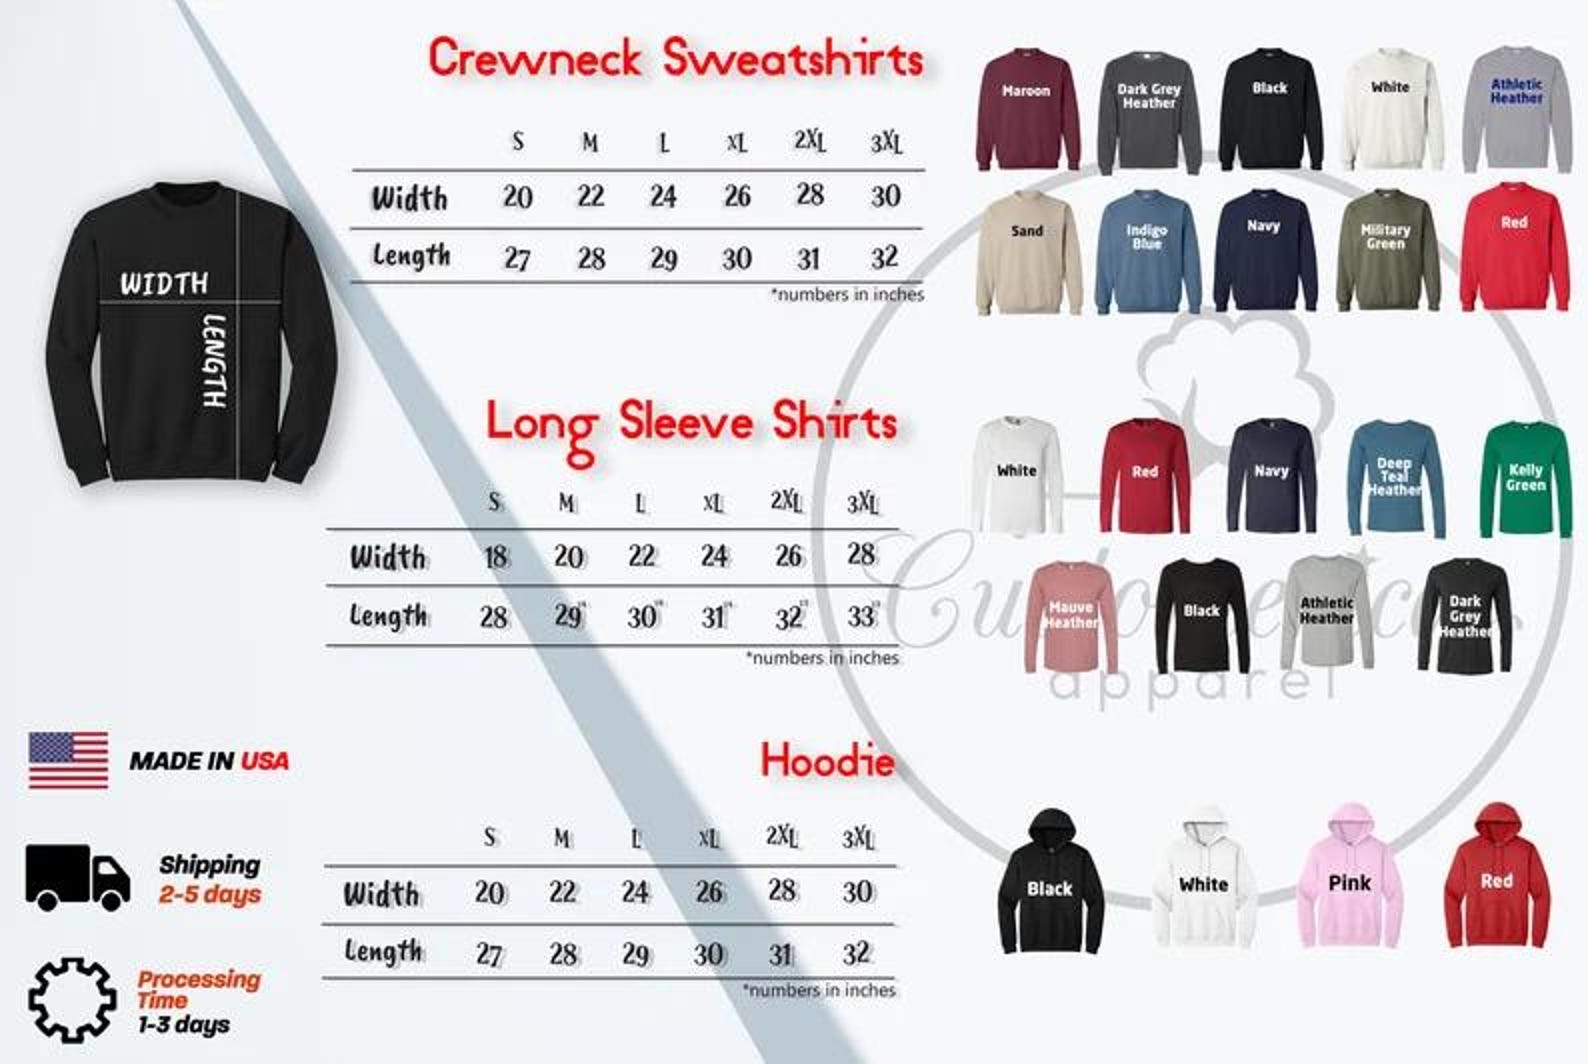 Crewneck Sweatshirts
S M L XL 2XL 3XL
Width 20 22 24 26 28 30
Length 27 28 29 30 31 32
*numbers in inches
WIDTH
LENGTH
Long Sleeve Shirts
S M L XL 2XL 3XL
Width 18 20 22 24 26 28
Length 28 29 30 31 32 33
*numbers in inches
Hoodie
S M L XL 2XL 3XL
Width 20 22 24 26 28 30
Length 27 28 29 30 31 32
*numbers in inches
MADE IN USA
Shipping
2-5 days
Processing
Time
1-3 days
Maroon
Dark Grey
Heather
Black
White
Athletic
Heather
Sand
Indigo
Blue
Navy
Military
Green
Red
White
Red
Navy
Deep
Teal
Heather
Kelly
Green
Mauve
Heather
Black
Athletic
Heather
Dark
Grey
Heather
apparel
Black
White
Pink
Red